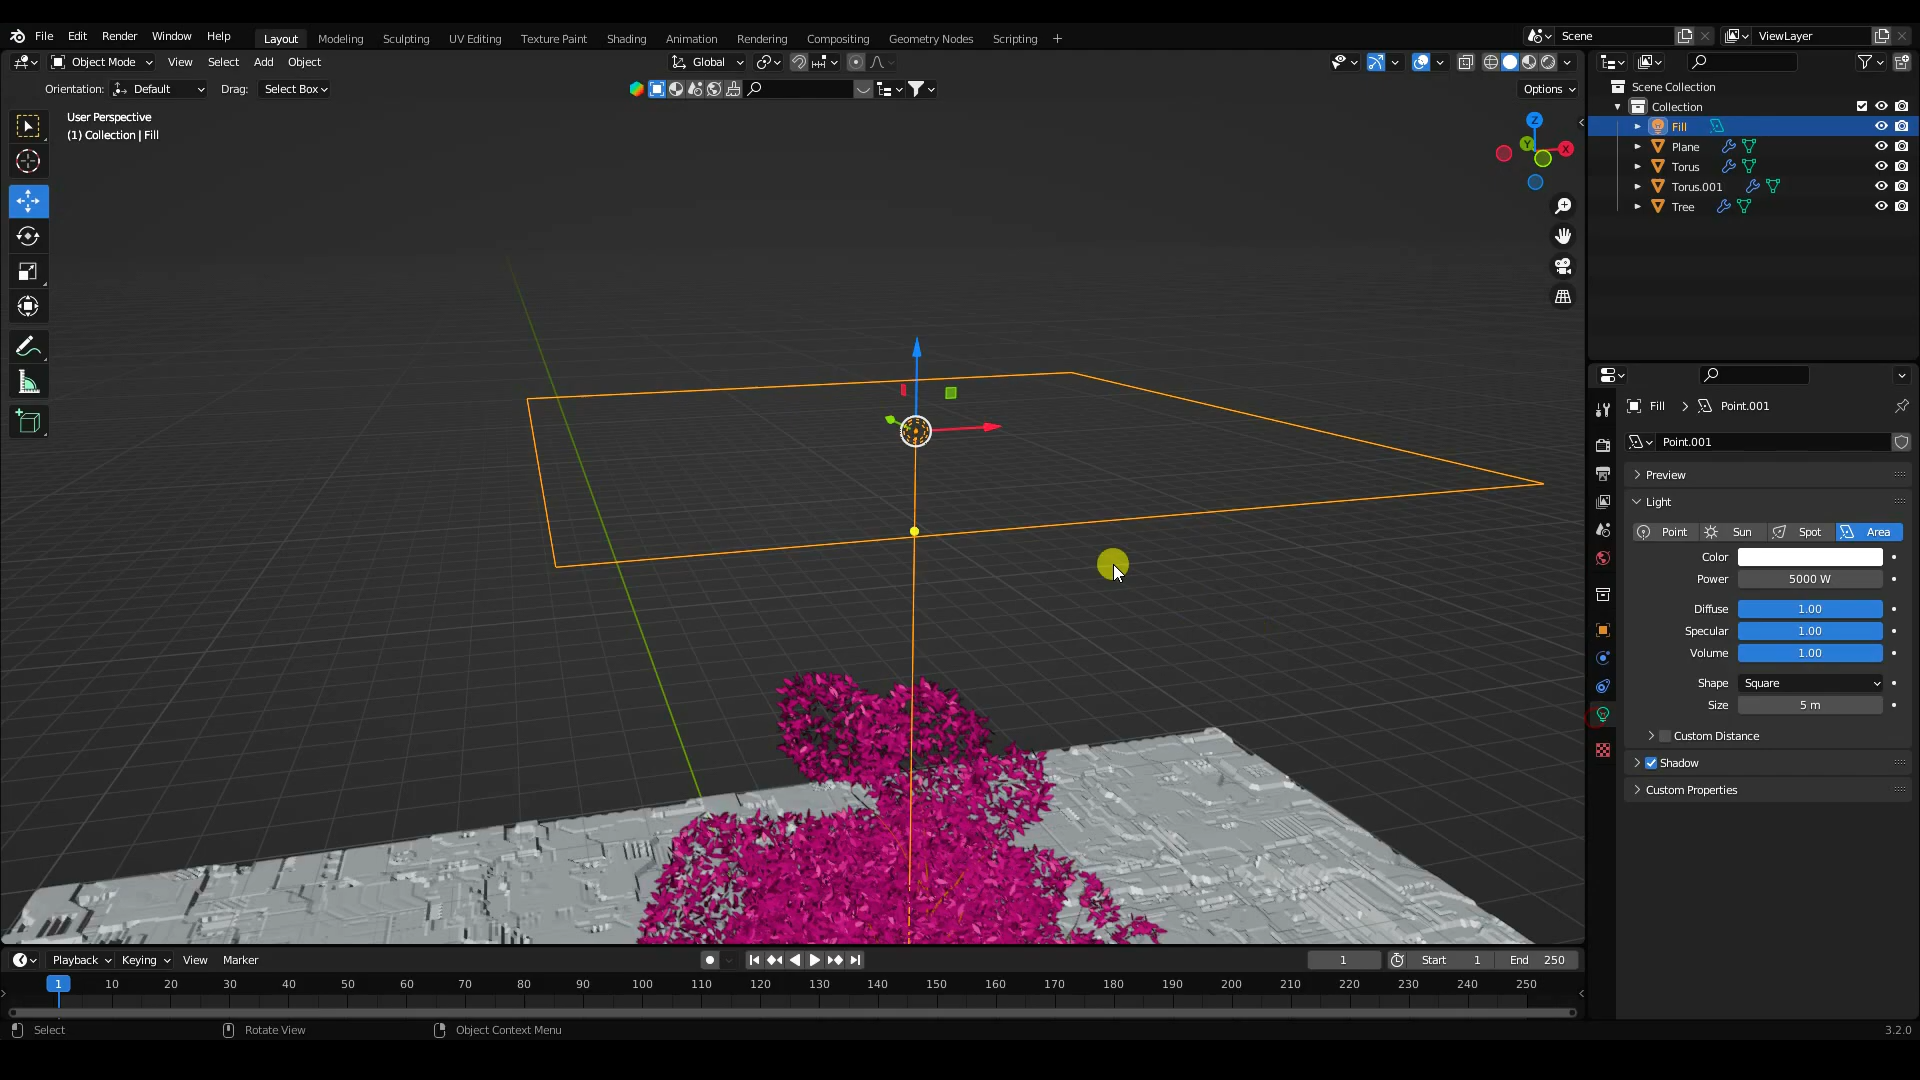 File Edit Render Window Help Layout Modeling Sculpting UV Editing Texture Paint Shading Animation Rendering Compositing Geometry Nodes Scripting Scene ViewLayer
Object Mode View Select Add Object Global
Orientation: Default Drag: Select Box Options
User Perspective
(1) Collection | Fill
Z
Y
X
Scene Collection
Collection
Fill
Plane
Torus
Torus.001
Tree
Fill Point.001
Point.001
Preview
Light
Point Sun Spot Area
Color
Power 5000 W
Diffuse 1.00
Specular 1.00
Volume 1.00
Shape Square
Size 5 m
Custom Distance
Shadow
Custom Properties
Playback Keying View Marker 1 Start 1 End 250
1 10 20 30 40 50 60 70 80 90 100 110 120 130 140 150 160 170 180 190 200 210 220 230 240 250
Select Rotate View Object Context Menu 3.2.0